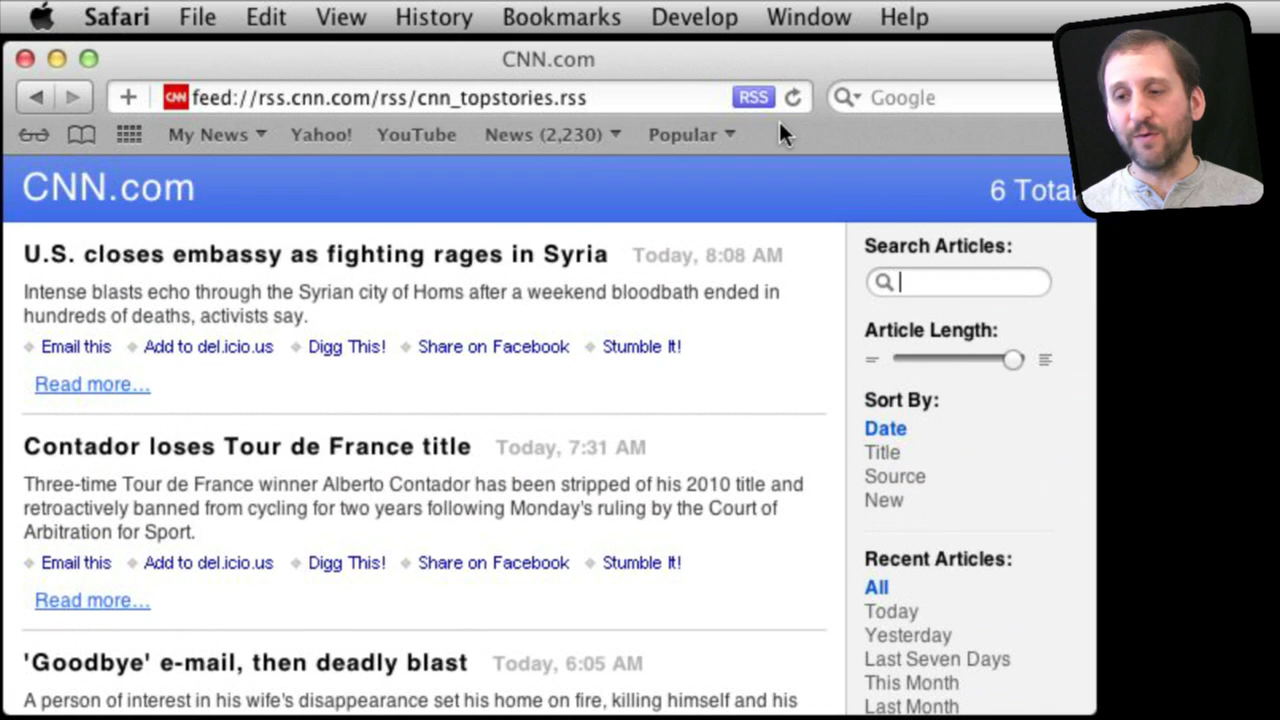 Safari File Edit View History Bookmarks Develop Window Help
CNN.com
CNN feed://rss.cnn.com/rss/cnn_topstories.rss RSS Google
My News Yahoo! YouTube News (2,230) Popular
CNN.com 6 Total
U.S. closes embassy as fighting rages in Syria Today, 8:08 AM
Intense blasts echo through the Syrian city of Homs after a weekend bloodbath ended in
hundreds of deaths, activists say.
Email this Add to del.icio.us Digg This! Share on Facebook Stumble It!
Read more...
Contador loses Tour de France title Today, 7:31 AM
Three-time Tour de France winner Alberto Contador has been stripped of his 2010 title and
retroactively banned from cycling for two years following Monday's ruling by the Court of
Arbitration for Sport.
Email this Add to del.icio.us Digg This! Share on Facebook Stumble It!
Read more...
'Goodbye' e-mail, then deadly blast Today, 6:05 AM
A person of interest in his wife's disappearance set his home on fire, killing himself and his
Search Articles:
Article Length:
Sort By:
Date
Title
Source
New
Recent Articles:
All
Today
Yesterday
Last Seven Days
This Month
Last Month